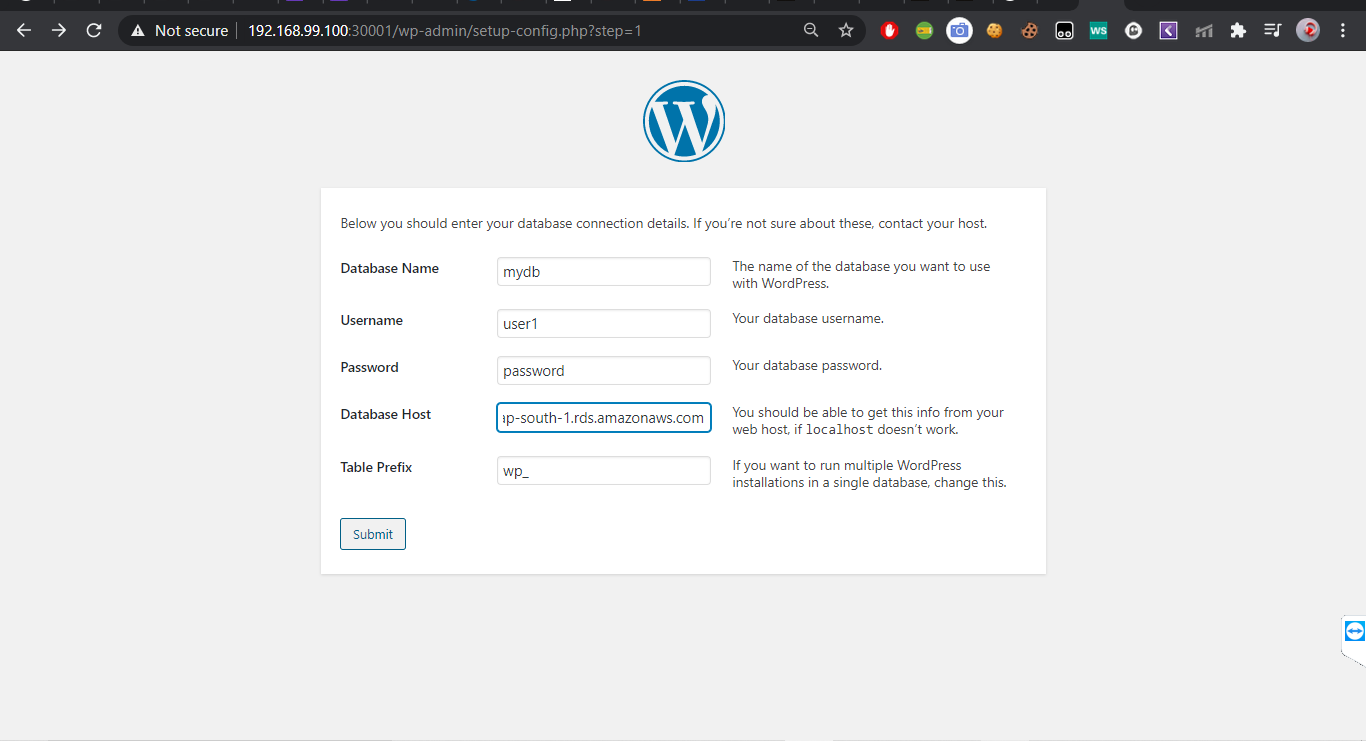 Not secure 192.168.99.100:30001/wp-admin/setup-config.php?step=1
WS
Below you should enter your database connection details. If you’re not sure about these, contact your host.
Database Name mydb The name of the database you want to use
with WordPress.
Username user1 Your database username.
Password password Your database password.
Database Host ap-south-1.rds.amazonaws.com You should be able to get this info from your
web host, if localhost doesn’t work.
Table Prefix wp_ If you want to run multiple WordPress
installations in a single database, change this.
Submit